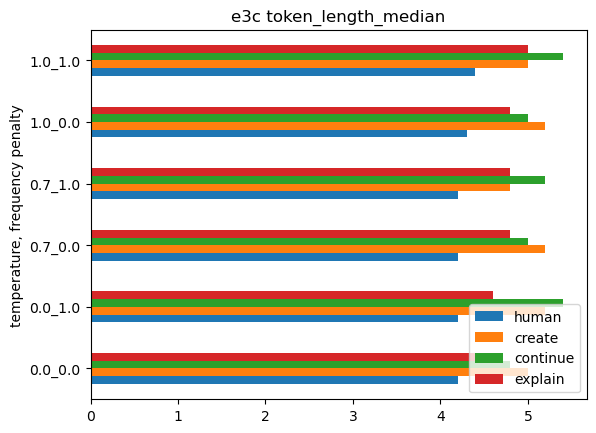 e3c token_length_median
temperature, frequency penalty
1.0_1.0
1.0_0.0
0.7_1.0
0.7_0.0
0.0_1.0
0.0_0.0
human
create
continue
explain
0 1 2 3 4 5